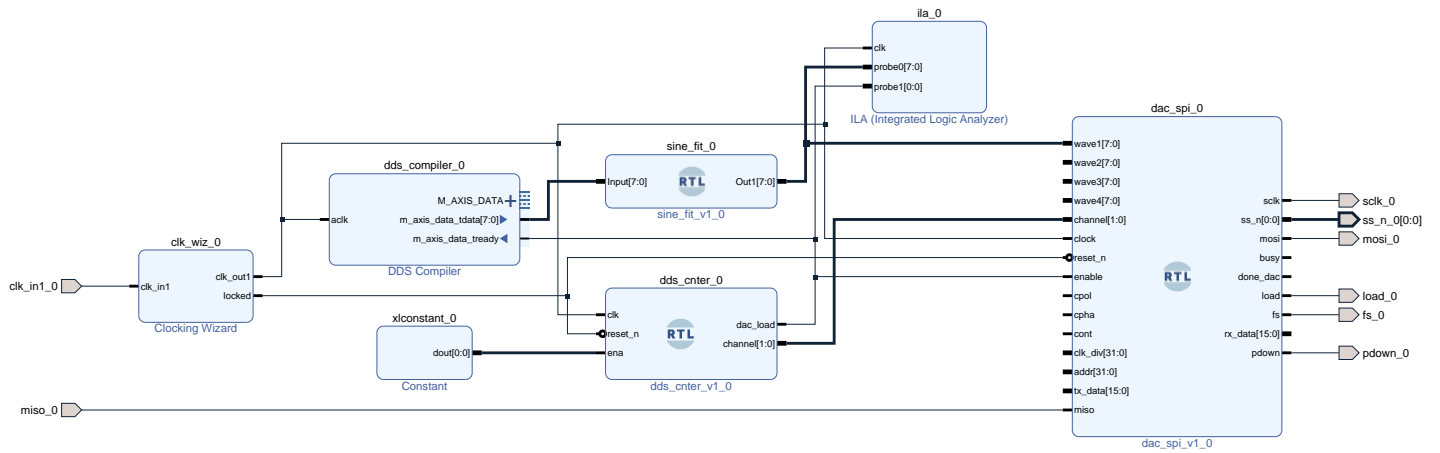 ila_0
clk
probe0[7:0]
probe1[0:0]
ILA (Integrated Logic Analyzer)
dac_spi_0
wave1[7:0]
wave2[7:0]
wave3[7:0]
wave4[7:0]
channel[1:0]
clock
reset_n
enable
cpol
cpha
cont
clk_div[31:0]
addr[31:0]
tx_data[15:0]
miso
RTL
sclk
ss_n[0:0]
mosi
busy
done_dac
load
fs
rx_data[15:0]
pdown
dac_spi_v1_0
sclk_0
ss_n_0[0:0]
mosi_0
load_0
fs_0
pdown_0
sine_fit_0
Input[7:0]
RTL
Out1[7:0]
sine_fit_v1_0
dds_compiler_0
aclk
M_AXIS_DATA
m_axis_data_tdata[7:0]
m_axis_data_tready
DDS Compiler
clk_wiz_0
clk_in1_0
clk_in1
clk_out1
locked
Clocking Wizard
dds_cnter_0
clk
reset_n
ena
RTL
dac_load
channel[1:0]
dds_cnter_v1_0
xlconstant_0
dout[0:0]
Constant
miso_0